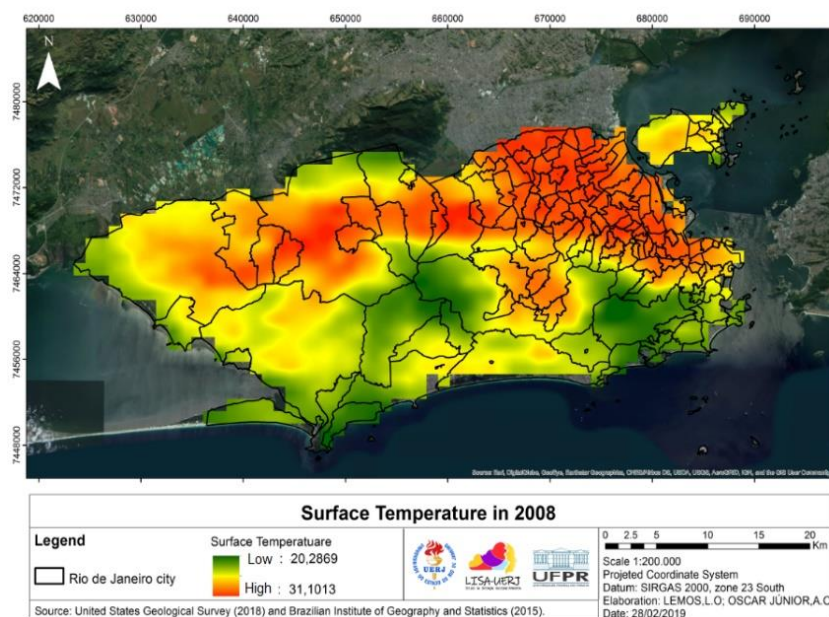 620000 630000 640000 650000 660000 670000 680000 690000
N
7480000
7472000
7464000
7456000
7448000
Surface Temperature in 2008
Legend
Rio de Janeiro city
Surface Temperatuare
Low : 20,2869
High : 31,1013
UERJ
LISA-UERJ
UFPR
0 2.5 5 10 15 20
Km
Scale 1:200.000
Projeted Coordinate System
Datum: SIRGAS 2000, zone 23 South
Elaboration: LEMOS,L.O; OSCAR JÚNIOR,A.C
Date: 28/02/2019
Source: United States Geological Survey (2018) and Brazilian Institute of Geography and Statistics (2015).